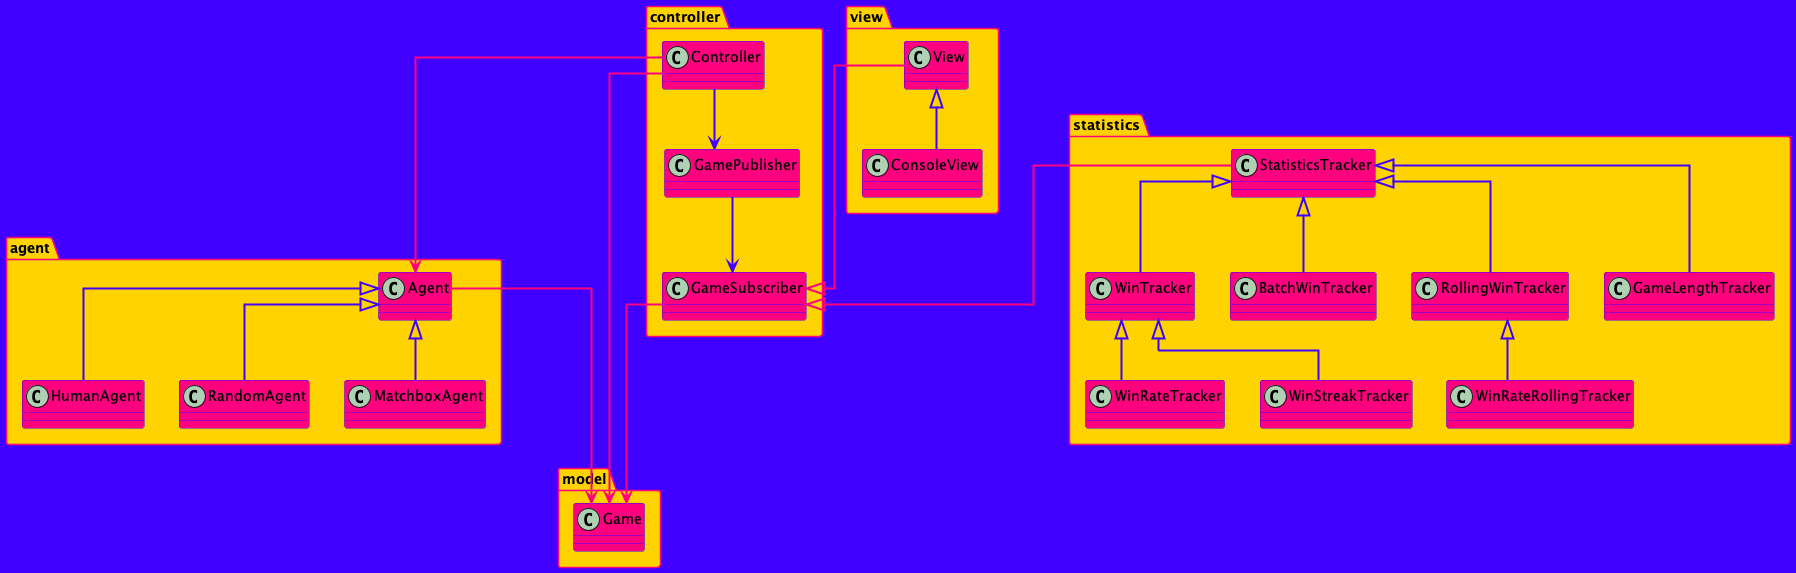 controller
C Controller
C GamePublisher
C GameSubscriber
view
C View
C ConsoleView
statistics
C StatisticsTracker
C WinTracker
C BatchWinTracker
C RollingWinTracker
C GameLengthTracker
C WinRateTracker
C WinStreakTracker
C WinRateRollingTracker
agent
C Agent
C HumanAgent
C RandomAgent
C MatchboxAgent
model
C Game